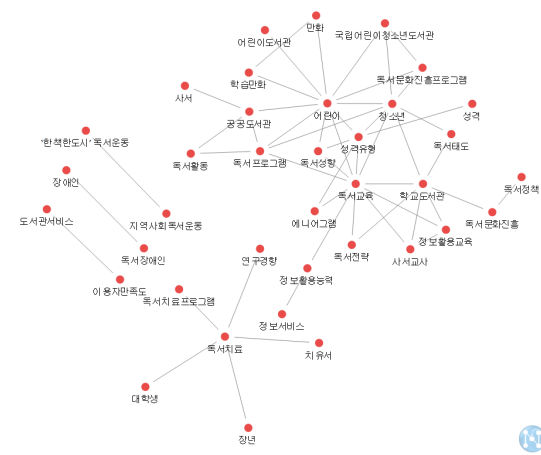 만화
국립어린이청소년도서관
어린이도서관
독서문화진흥프로그램
학습만화
사서
어린이
청소년
성격
공공도서관
'한책한도시' 독서운동
성격유형
독서태도
독서활동
독서프로그램
독서성향
장애인
독서교육
학교도서관
독서정책
도서관서비스
지역사회독서운동
에니어그램
독서문화진흥
정보활용교육
독서장애인
연구경향
독서전략
사서교사
정보활용능력
이용자만족도
독서치료프로그램
정보서비스
독서치료
치유서
대학생
장년